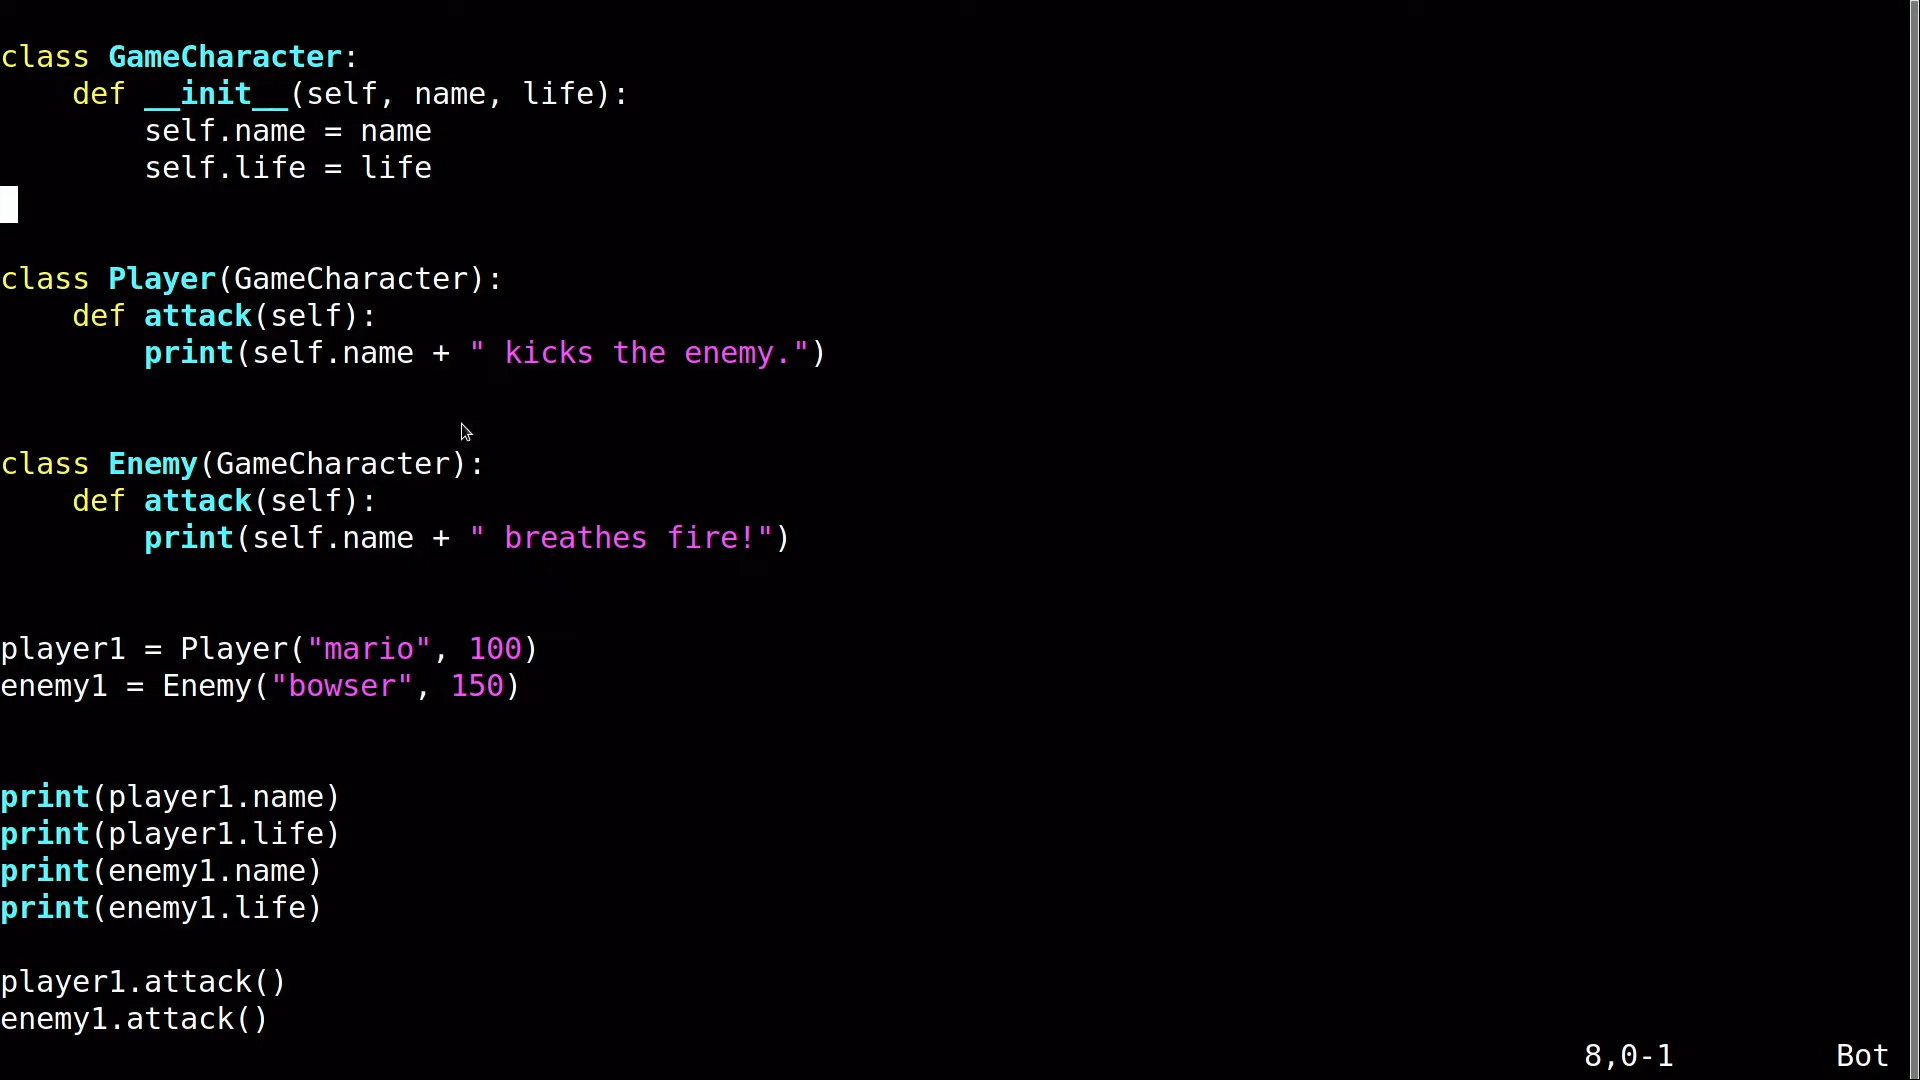 class GameCharacter:
    def __init__(self, name, life):
        self.name = name
        self.life = life
class Player(GameCharacter):
    def attack(self):
        print(self.name + " kicks the enemy.")
class Enemy(GameCharacter):
    def attack(self):
        print(self.name + " breathes fire!")
player1 = Player("mario", 100)
enemy1 = Enemy("bowser", 150)
print(player1.name)
print(player1.life)
print(enemy1.name)
print(enemy1.life)
player1.attack()
enemy1.attack()
8,0-1 Bot